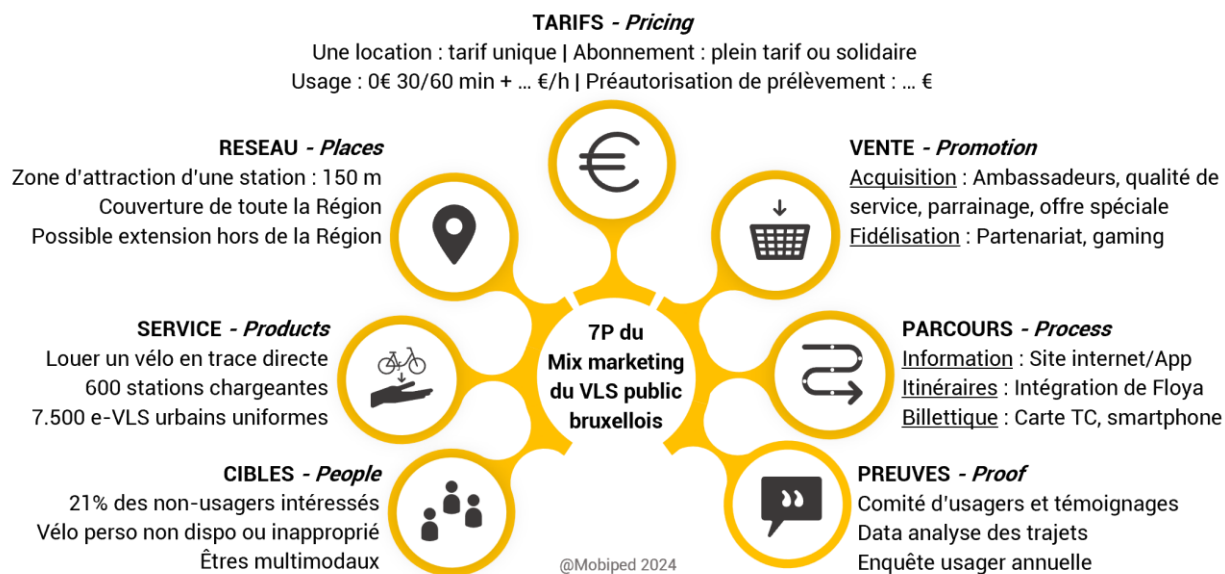 TARIFS - Pricing
Une location : tarif unique | Abonnement : plein tarif ou solidaire
Usage : 0€ 30/60 min + ... €/h | Préautorisation de prélèvement : ... €
RESEAU - Places
Zone d'attraction d'une station : 150 m
Couverture de toute la Région
Possible extension hors de la Région
VENTE - Promotion
Acquisition : Ambassadeurs, qualité de
service, parrainage, offre spéciale
Fidélisation : Partenariat, gaming
SERVICE - Products
Louer un vélo en trace directe
600 stations chargeantes
7.500 e-VLS urbains uniformes
7P du
Mix marketing
du VLS public
bruxellois
PARCOURS - Process
Information : Site internet/App
Itinéraires : Intégration de Floya
Billettique : Carte TC, smartphone
CIBLES - People
21% des non-usagers intéressés
Vélo perso non dispo ou inapproprié
Êtres multimodaux
PREUVES - Proof
Comité d'usagers et témoignages
Data analyse des trajets
Enquête usager annuelle
@Mobiped 2024